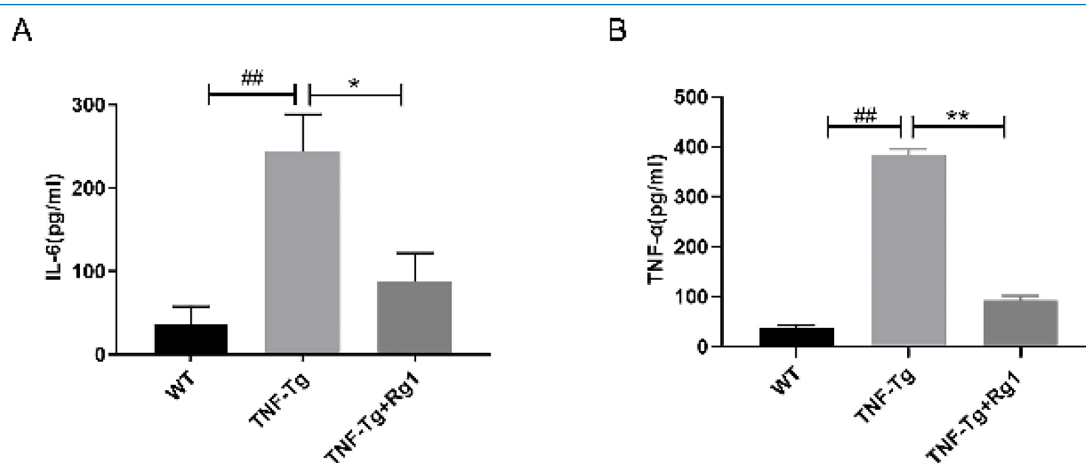 A
##
*
300
200
100
0
IL-6(pg/ml)
WT
TNF-Tg
TNF-Tg+Rg1
B
##
**
500
400
300
200
100
0
TNF-α(pg/ml)
WT
TNF-Tg
TNF-Tg+Rg1